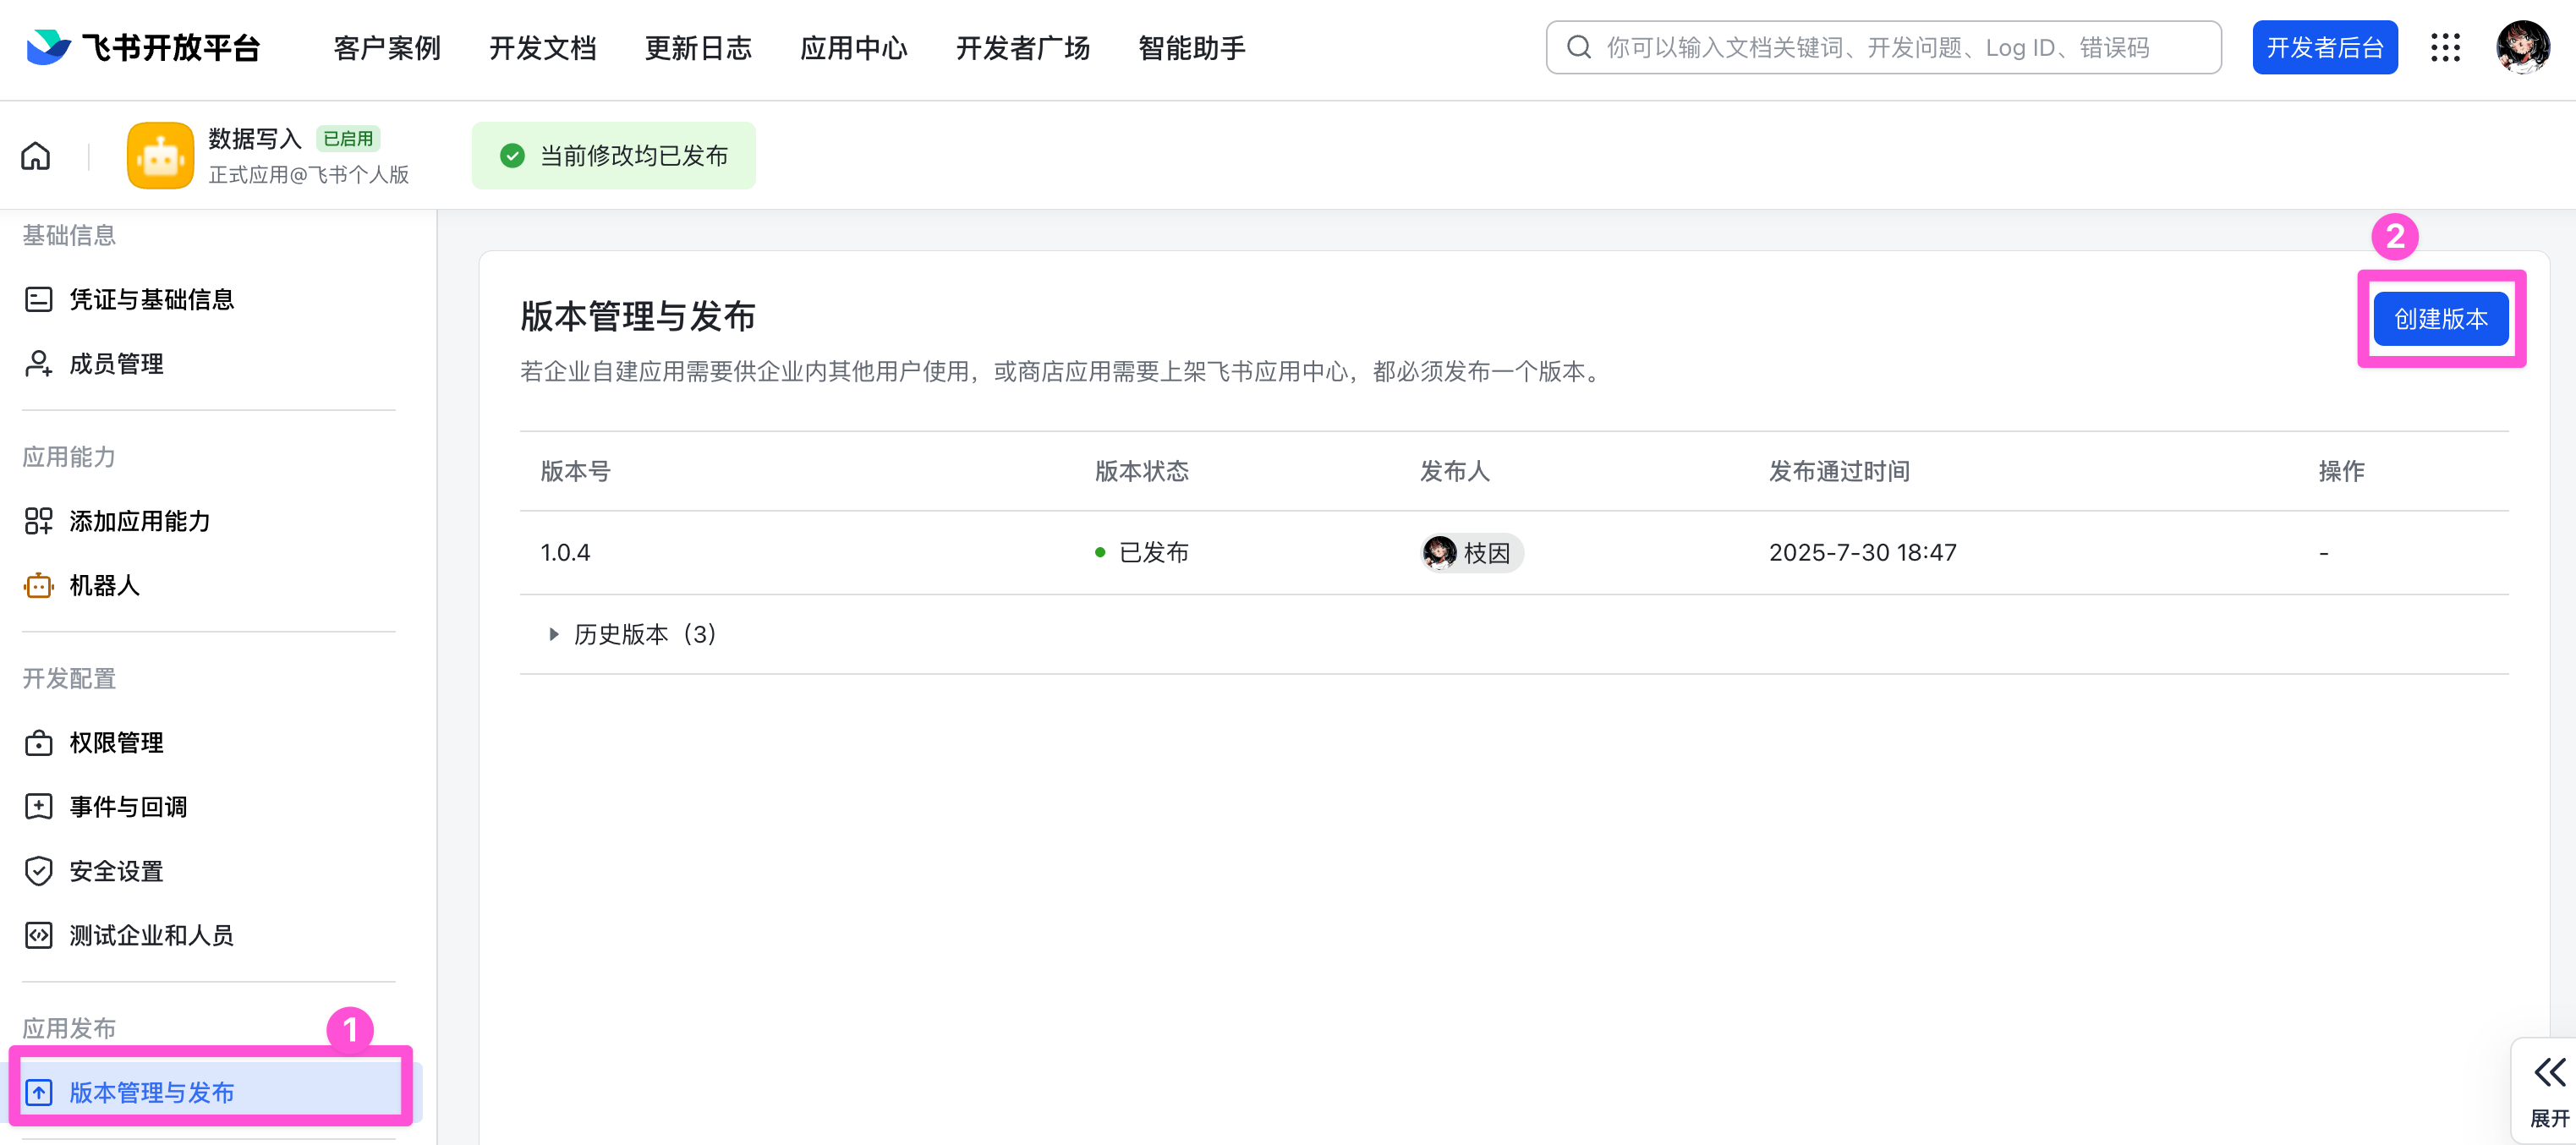 飞书开放平台 客户案例 开发文档 更新日志 应用中心 开发者广场 智能助手 你可以输入文档关键词、开发问题、Log ID、错误码 开发者后台
数据写入 已启用
正式应用@飞书个人版
当前修改均已发布
基础信息
凭证与基础信息
成员管理
应用能力
添加应用能力
机器人
开发配置
权限管理
事件与回调
安全设置
测试企业和人员
应用发布
1
版本管理与发布
2
版本管理与发布
创建版本
若企业自建应用需要供企业内其他用户使用，或商店应用需要上架飞书应用中心，都必须发布一个版本。
版本号 版本状态 发布人 发布通过时间 操作
1.0.4 已发布 枝因 2025-7-30 18:47 -
历史版本（3）
展开